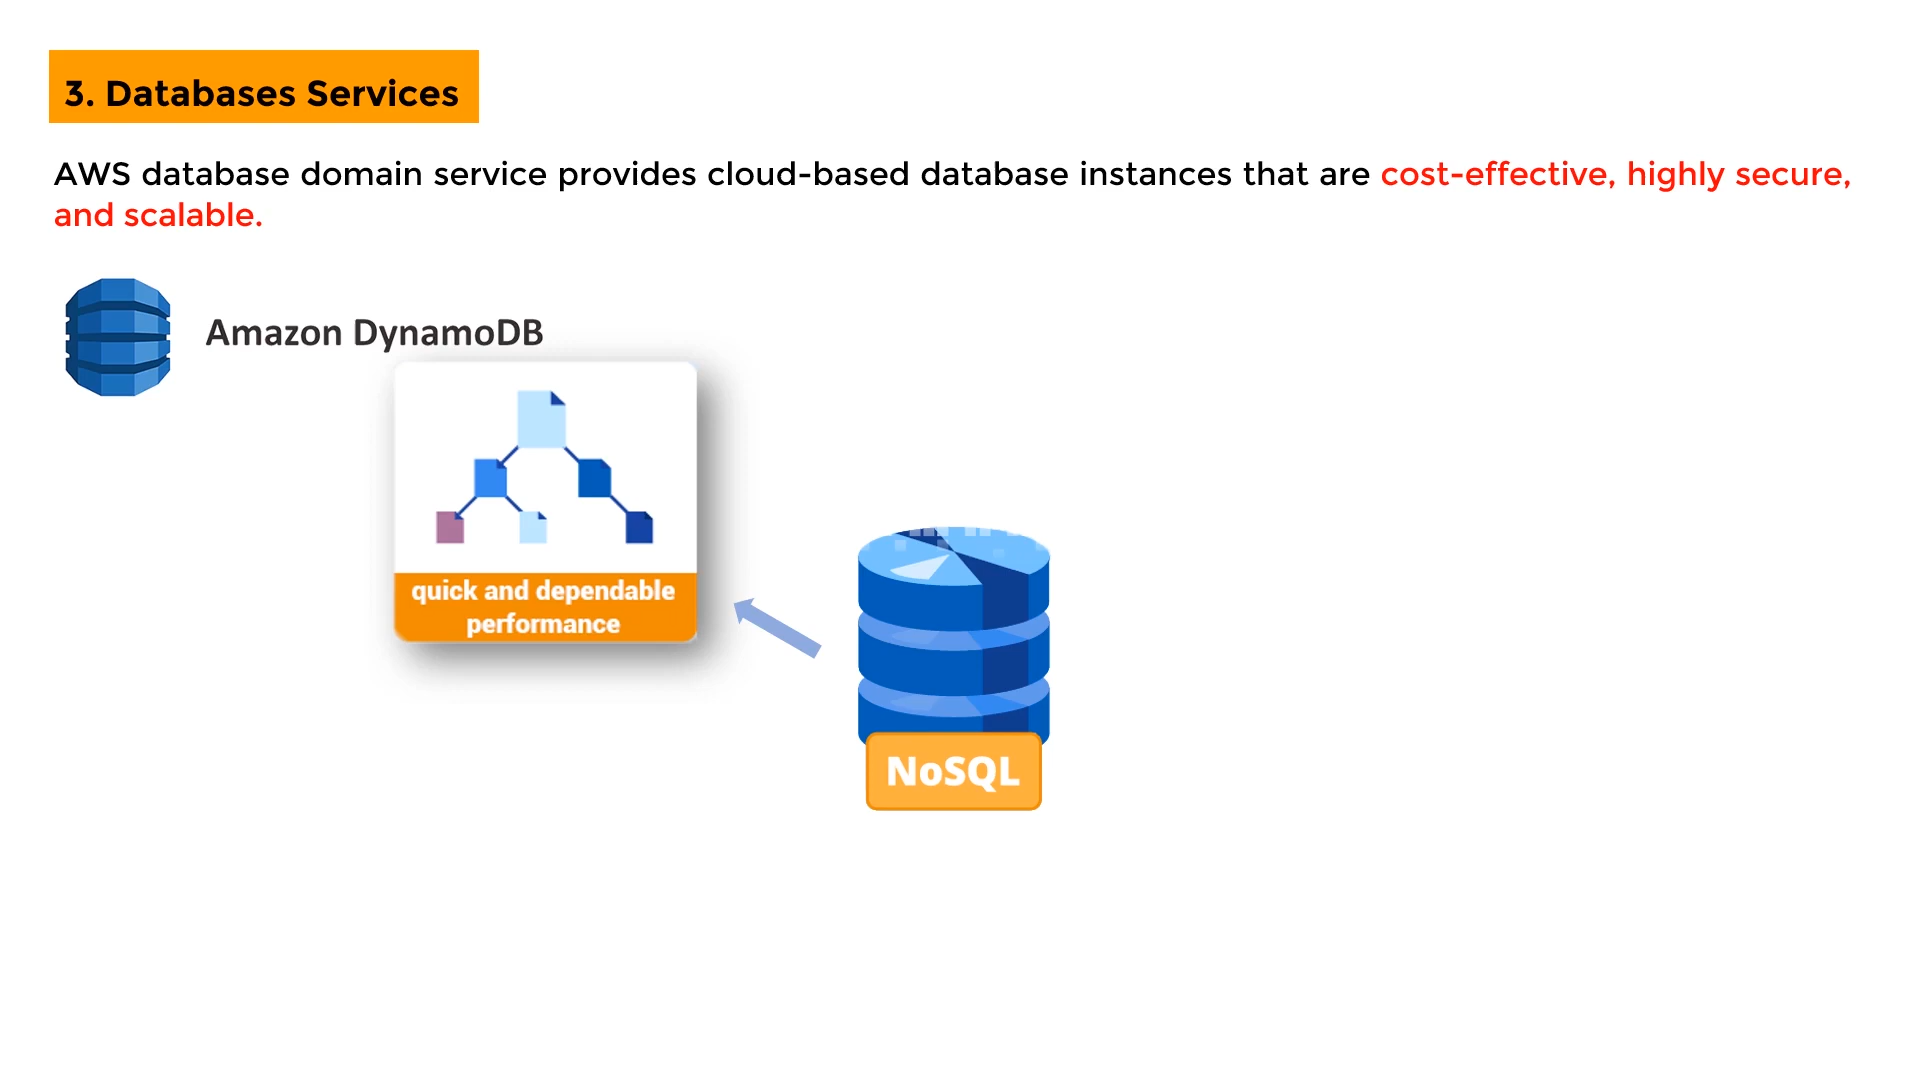 3. Databases Services
AWS database domain service provides cloud-based database instances that are cost-effective, highly secure,
and scalable.
Amazon DynamoDB
quick and dependable
performance
NoSQL